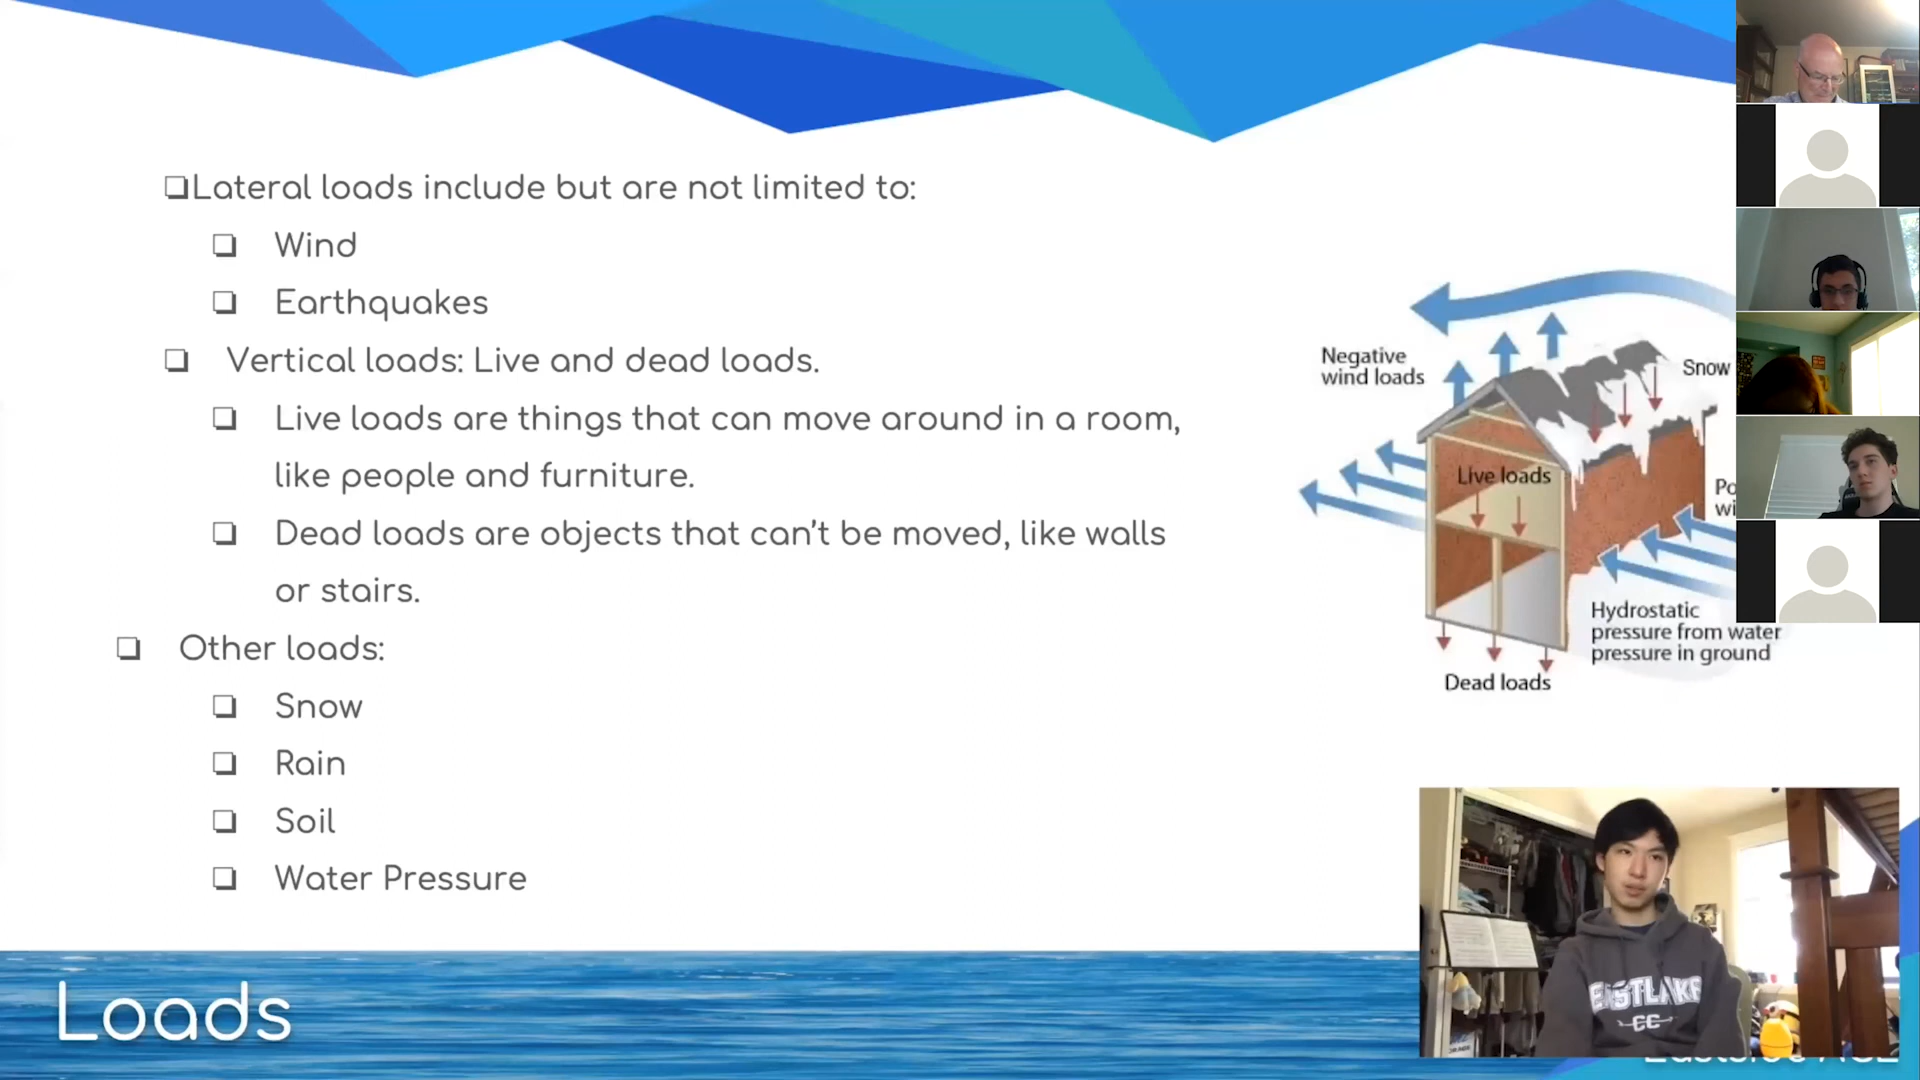 Lateral loads include but are not limited to:
Wind
Earthquakes
Vertical loads: Live and dead loads.
Live loads are things that can move around in a room,
like people and furniture.
Dead loads are objects that can't be moved, like walls
or stairs.
Other loads:
Snow
Rain
Soil
Water Pressure
Negative
wind loads
Snow
Live loads
Hydrostatic
pressure from water
pressure in ground
Dead loads
EASTLAKE
CC
Loads